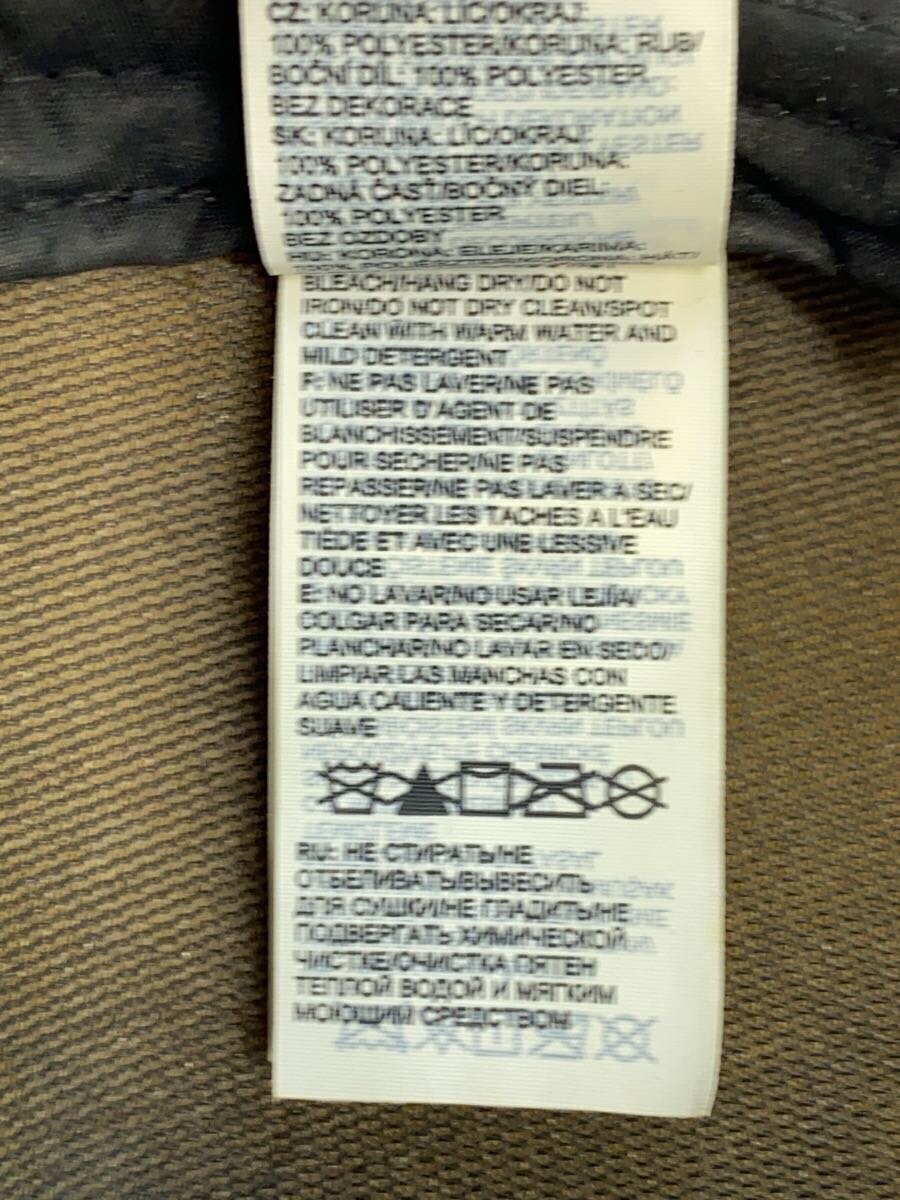 CZ: KORUNA: LÍC/OKRAJ:
100% POLYESTER/KORUNA: RUB/
BOČNÍ DÍL: 100% POLYESTER
BEZ DEKORACE
SK: KORUNA: LÍC/OKRAJ:
100% POLYESTER/KORUNA:
ZADNÁ ČASŤ/BOČNÝ DIEL:
100% POLYESTER
BEZ OZDOBY
HU: KORONA: ELEJE/KARIMA:
BLEACH/HANG DRY/DO NOT
IRON/DO NOT DRY CLEAN/SPOT
CLEAN WITH WARM WATER AND
MILD DETERGENT
F: NE PAS LAVER/NE PAS
UTILISER D'AGENT DE
BLANCHISSEMENT/SUSPENDRE
POUR SECHER/NE PAS
REPASSER/NE PAS LAVER A SEC/
NETTOYER LES TACHES A L'EAU
TIÈDE ET AVEC UNE LESSIVE
DOUCE
E: NO LAVAR/NO USAR LEJÍA/
COLGAR PARA SECAR/NO
PLANCHAR/NO LAVAR EN SECO/
LIMPIAR LAS MANCHAS CON
AGUA CALIENTE Y DETERGENTE
SUAVE
RU: НЕ СТИРАТЬ/НЕ
ОТБЕЛИВАТЬ/ВЫВЕСИТЬ
ДЛЯ СУШКИ/НЕ ГЛАДИТЬ/НЕ
ПОДВЕРГАТЬ ХИМИЧЕСКОЙ
ЧИСТКЕ/ОЧИСТКА ПЯТЕН
ТЕПЛОЙ ВОДОЙ И МЯГКИМ
МОЮЩИМ СРЕДСТВОМ